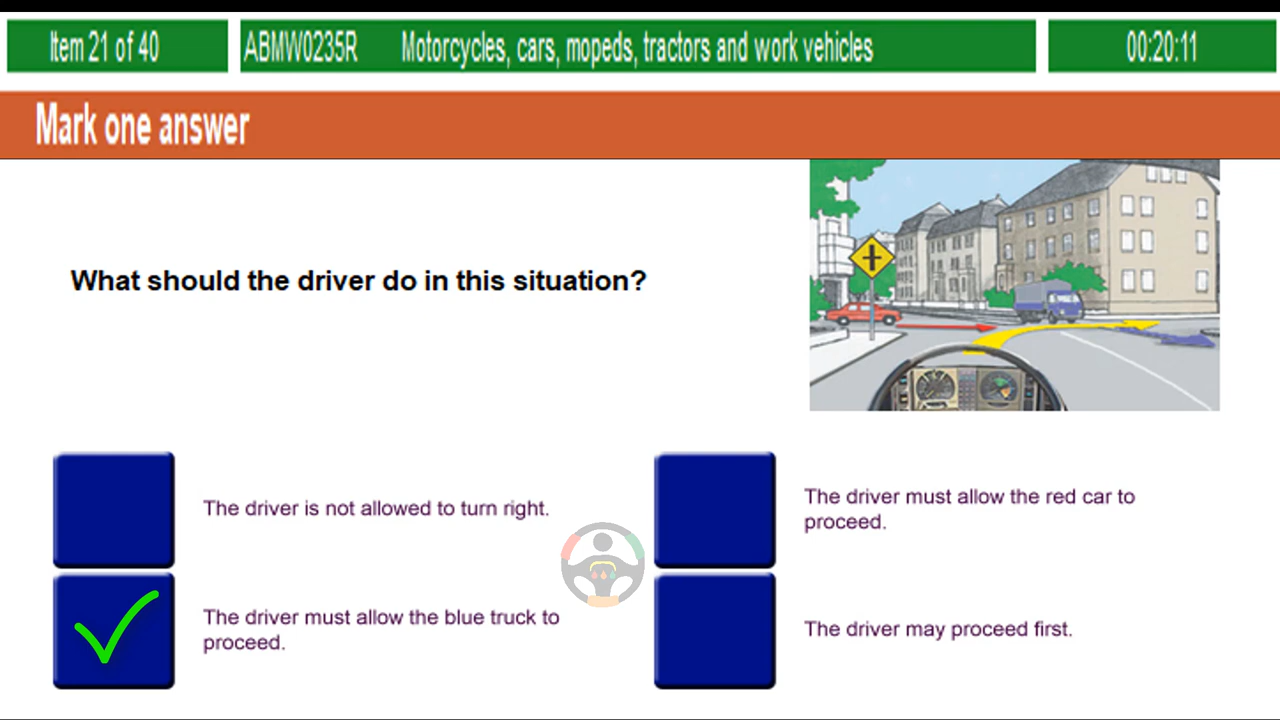 Item 21 of 40
ABMW0235R
Motorcycles, cars, mopeds, tractors and work vehicles
00:20:11
Mark one answer
What should the driver do in this situation?
The driver is not allowed to turn right.
The driver must allow the red car to
proceed.
The driver must allow the blue truck to
proceed.
The driver may proceed first.